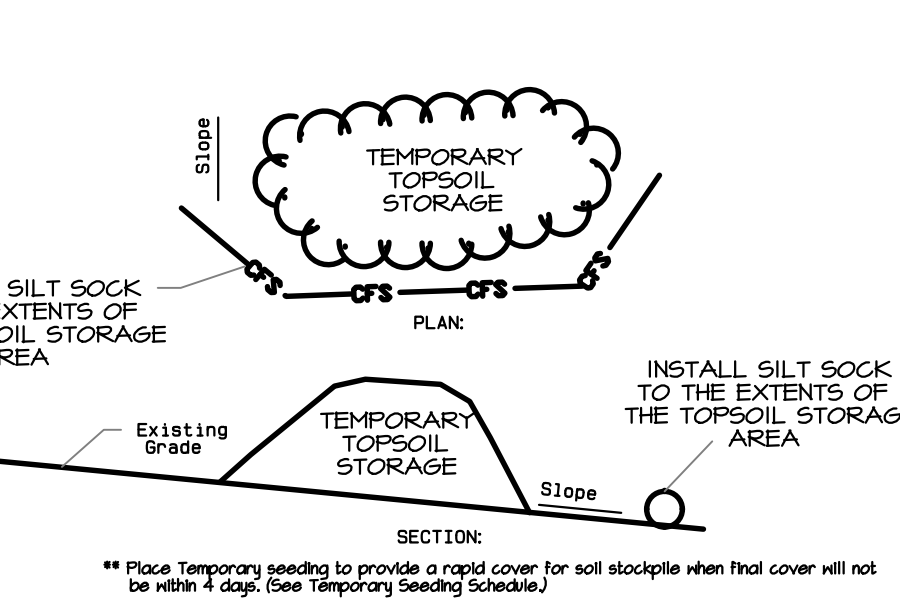 Slope
TEMPORARY
TOPSOIL
STORAGE
CFS
CFS
CFS
CFS
SILT SOCK
EXTENTS OF
OIL STORAGE
REA
PLAN:
INSTALL SILT SOCK
TO THE EXTENTS OF
THE TOPSOIL STORAG
AREA
Existing
Grade
TEMPORARY
TOPSOIL
STORAGE
Slope
SECTION:
** Place Temporary seeding to provide a rapid cover for soil stockpile when final cover will not
be within 4 days. (See Temporary Seeding Schedule.)